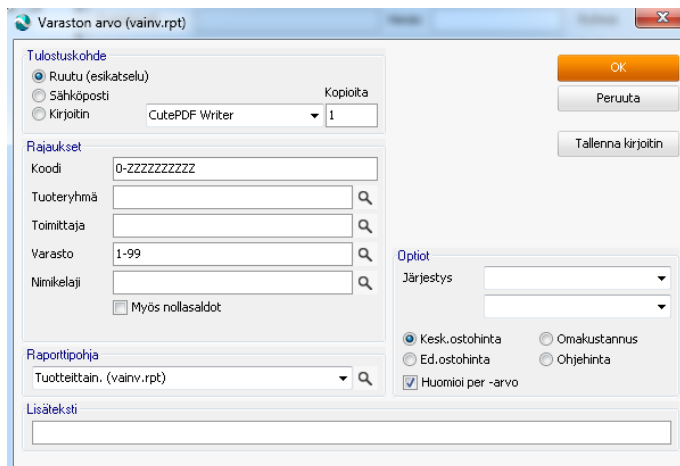 Varaston arvo (vainv.rpt)
Tulostuskohde
Ruutu (esikatselu)
Sähköposti
Kopioita
Kirjoitin
CutePDF Writer
1
OK
Peruuta
Tallenna kirjoitin
Rajaukset
Koodi
0-ZZZZZZZZZZ
Tuoteryhmä
Toimittaja
Varasto
1-99
Nimikelaji
Myös nollasaldot
Optiot
Järjestys
Kesk.ostohinta
Omakustannus
Ed.ostohinta
Ohjehinta
Huomioi per -arvo
Raporttipohja
Tuotteittain. (vainv.rpt)
Lisäteksti